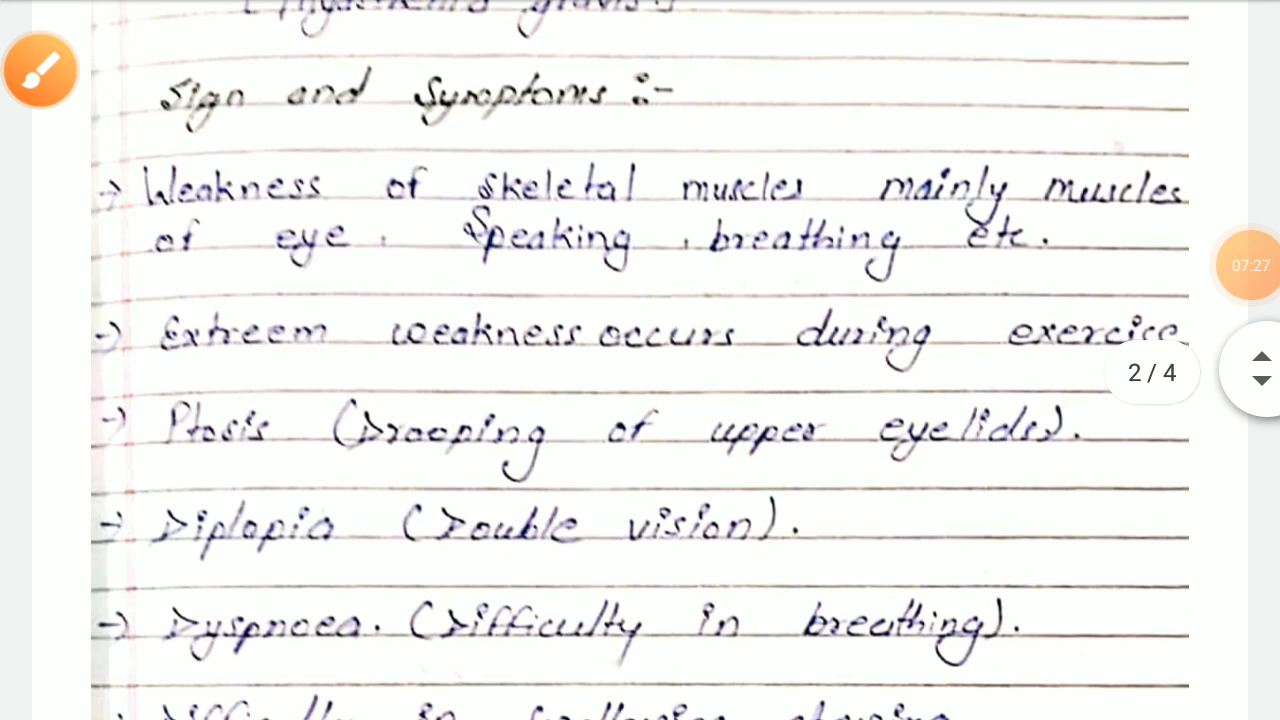 Sign and Symptoms :-
→ Weakness of skeletal muscles mainly muscles
of eye, Speaking, breathing etc.
→ Extreem weakness occurs during exercise
2 / 4
07:27
→ Ptosis (Drooping of upper eyelids).
→ Diplopia (Double vision).
→ Dyspnoea. (Difficulty in breathing).